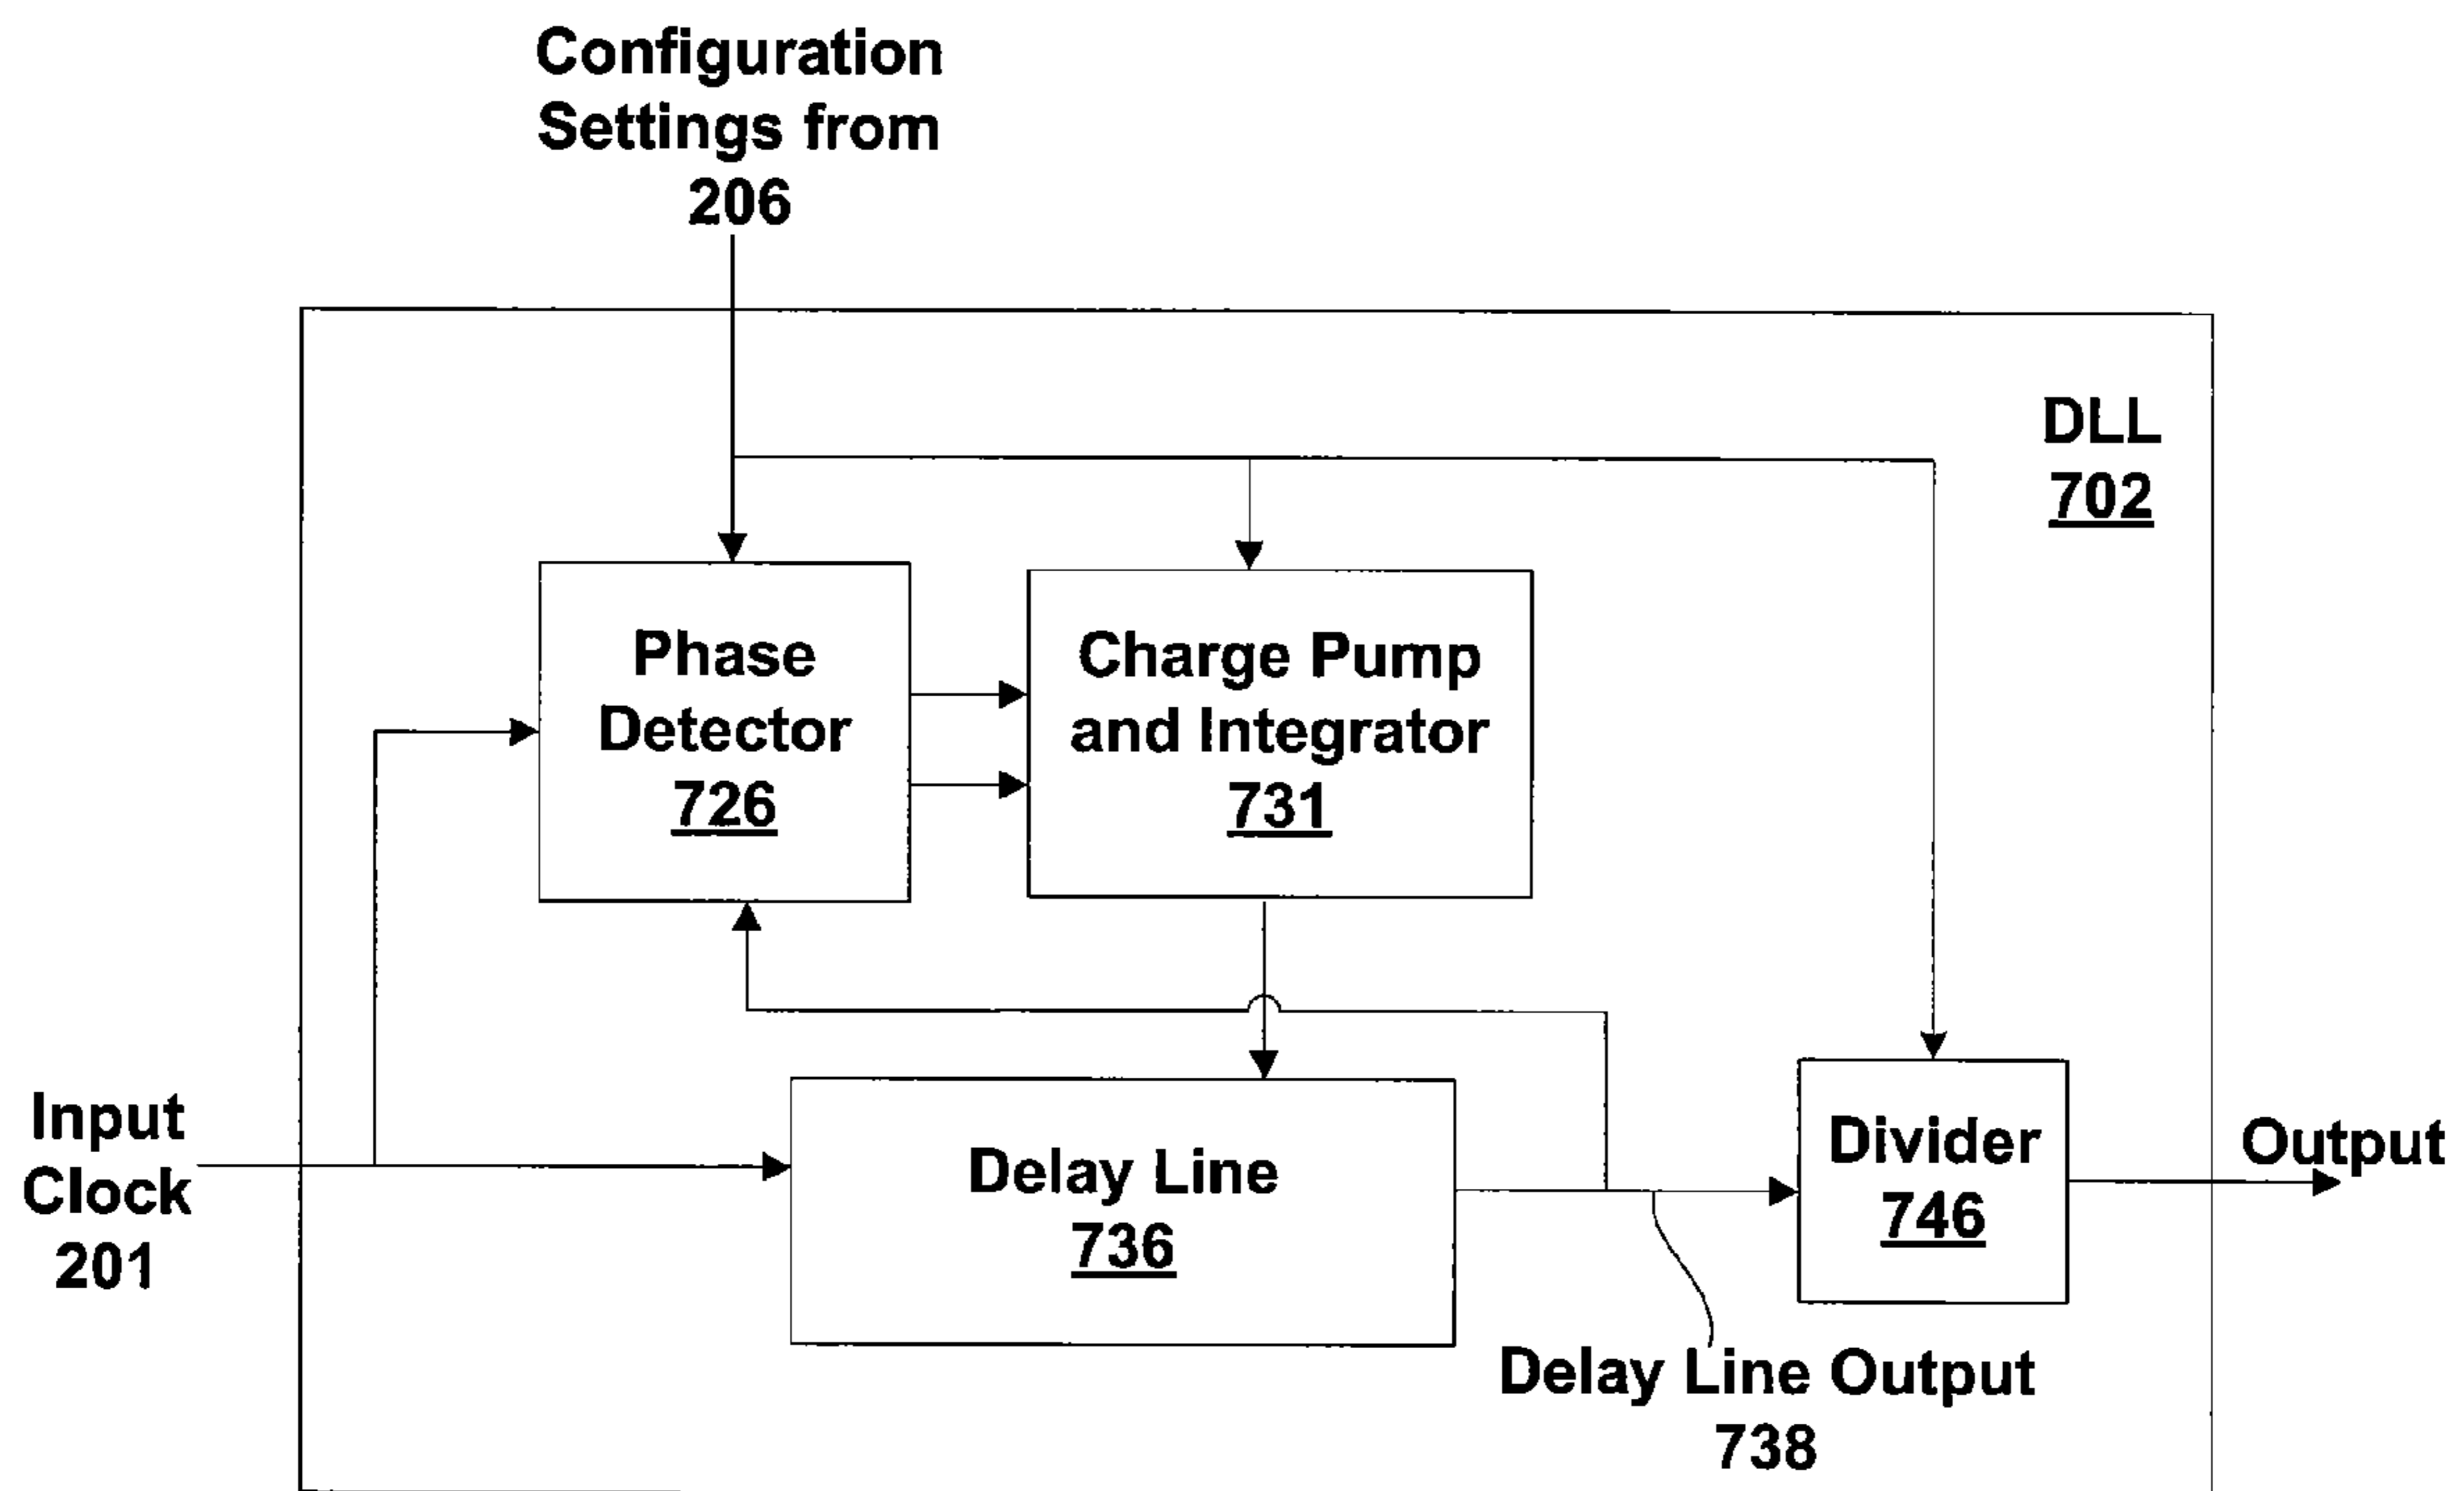 Configuration
Settings from
206
DLL
702
Phase
Detector
726
Charge Pump
and Integrator
731
Input
Clock
201
Delay Line
736
Divider
746
Output
Delay Line Output
738